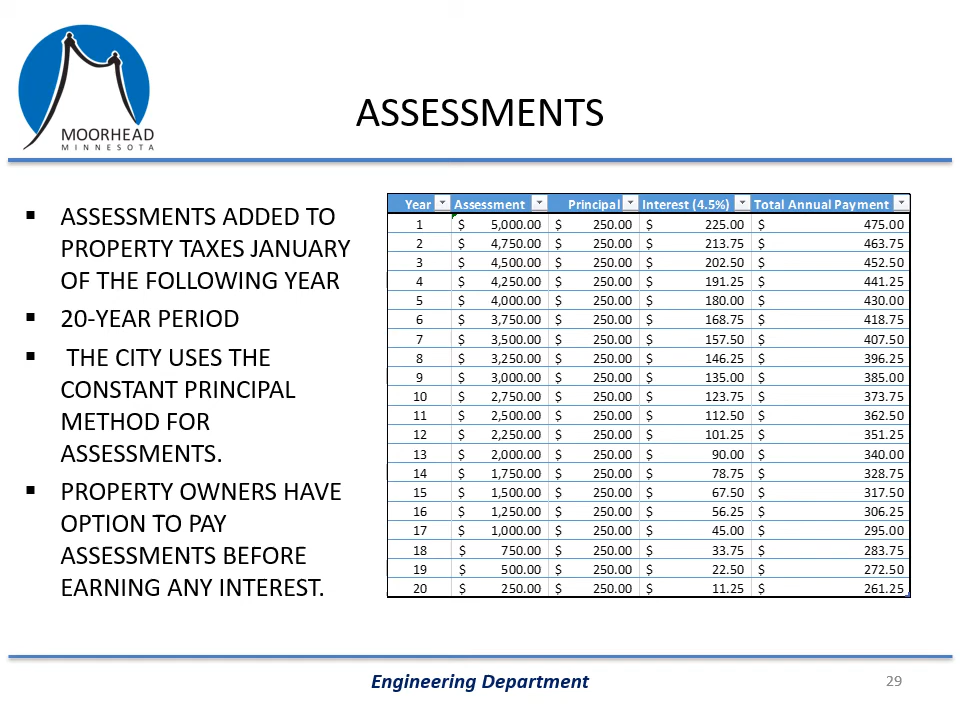 MOORHEAD
MINNESOTA
ASSESSMENTS
▪ ASSESSMENTS ADDED TO
PROPERTY TAXES JANUARY
OF THE FOLLOWING YEAR
▪ 20-YEAR PERIOD
▪ THE CITY USES THE
CONSTANT PRINCIPAL
METHOD FOR
ASSESSMENTS.
▪ PROPERTY OWNERS HAVE
OPTION TO PAY
ASSESSMENTS BEFORE
EARNING ANY INTEREST.
Year Assessment Principal Interest (4.5%) Total Annual Payment
1 $ 5,000.00 $ 250.00 $ 225.00 $ 475.00
2 $ 4,750.00 $ 250.00 $ 213.75 $ 463.75
3 $ 4,500.00 $ 250.00 $ 202.50 $ 452.50
4 $ 4,250.00 $ 250.00 $ 191.25 $ 441.25
5 $ 4,000.00 $ 250.00 $ 180.00 $ 430.00
6 $ 3,750.00 $ 250.00 $ 168.75 $ 418.75
7 $ 3,500.00 $ 250.00 $ 157.50 $ 407.50
8 $ 3,250.00 $ 250.00 $ 146.25 $ 396.25
9 $ 3,000.00 $ 250.00 $ 135.00 $ 385.00
10 $ 2,750.00 $ 250.00 $ 123.75 $ 373.75
11 $ 2,500.00 $ 250.00 $ 112.50 $ 362.50
12 $ 2,250.00 $ 250.00 $ 101.25 $ 351.25
13 $ 2,000.00 $ 250.00 $ 90.00 $ 340.00
14 $ 1,750.00 $ 250.00 $ 78.75 $ 328.75
15 $ 1,500.00 $ 250.00 $ 67.50 $ 317.50
16 $ 1,250.00 $ 250.00 $ 56.25 $ 306.25
17 $ 1,000.00 $ 250.00 $ 45.00 $ 295.00
18 $ 750.00 $ 250.00 $ 33.75 $ 283.75
19 $ 500.00 $ 250.00 $ 22.50 $ 272.50
20 $ 250.00 $ 250.00 $ 11.25 $ 261.25
Engineering Department
29